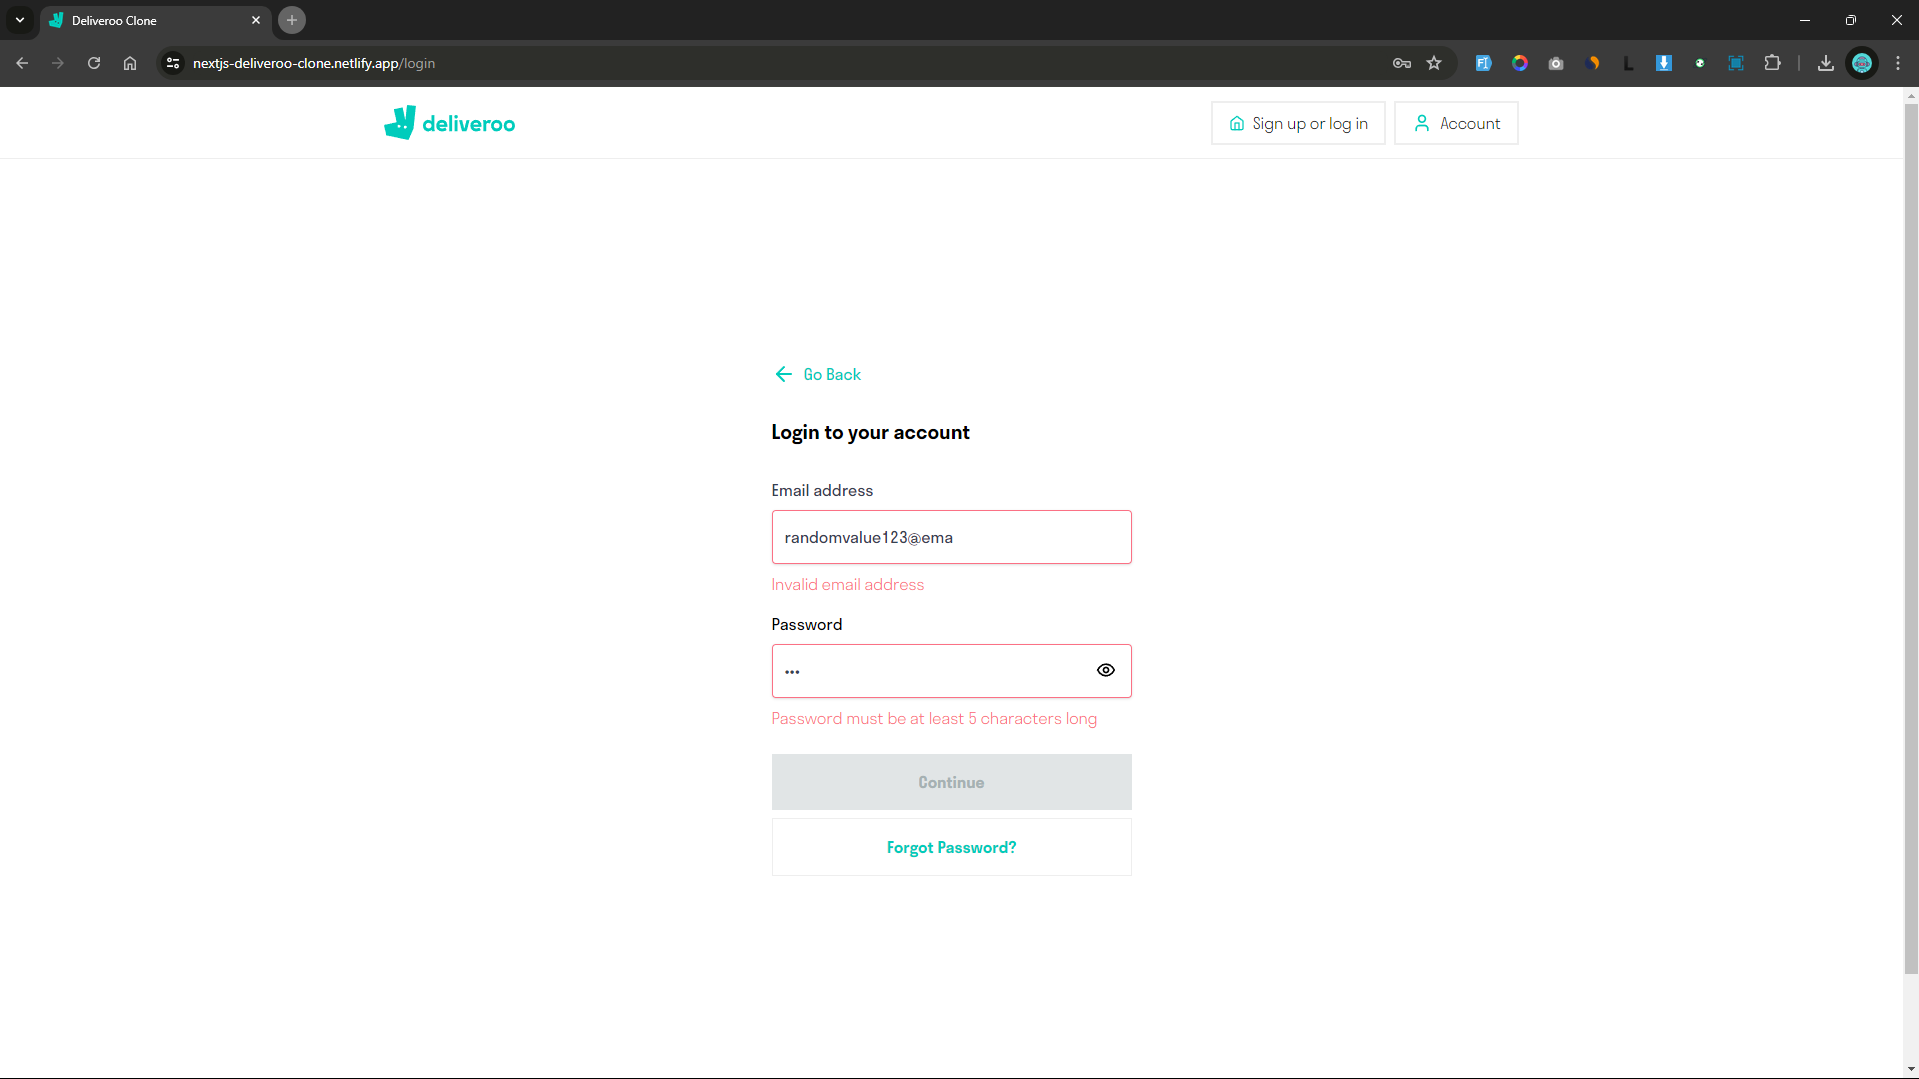 Deliveroo Clone
nextjs-deliveroo-clone.netlify.app/login
deliveroo
Sign up or log in
Account
Go Back
Login to your account
Email address
randomvalue123@ema
Invalid email address
Password
•••
Password must be at least 5 characters long
Continue
Forgot Password?